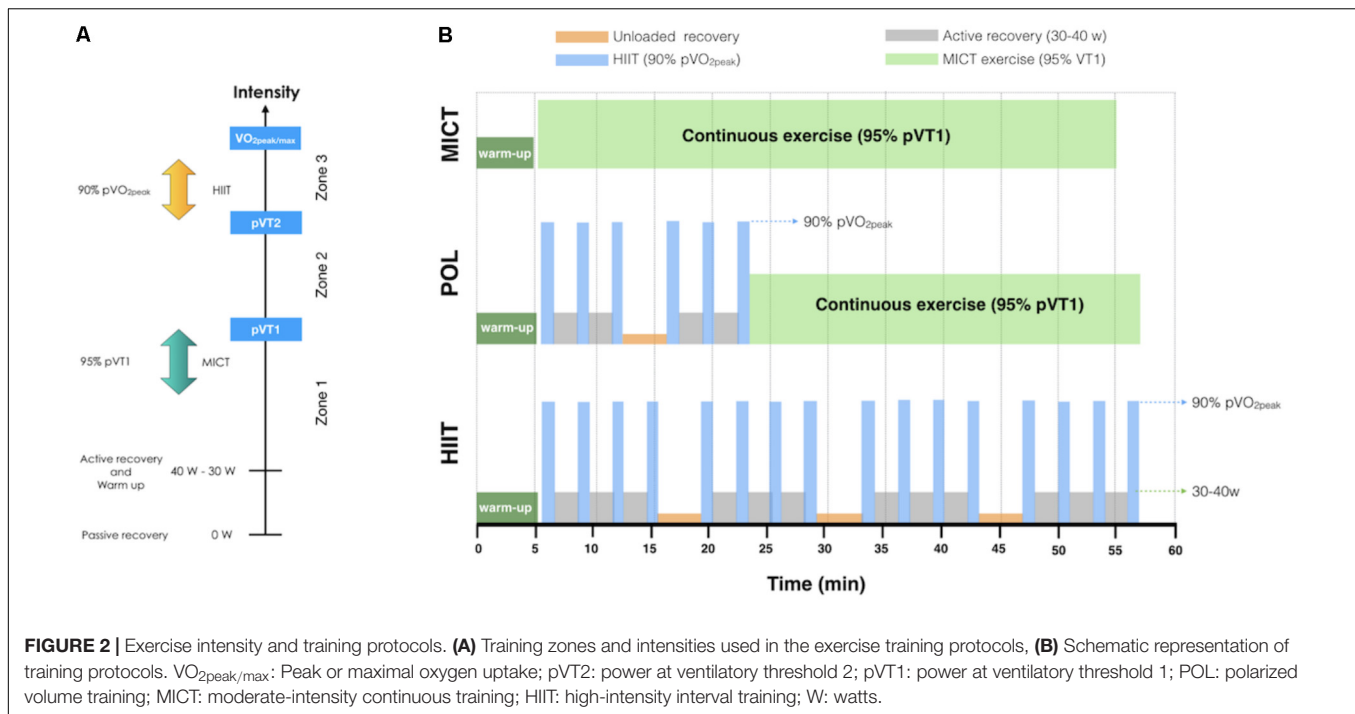 A
Intensity
VO2peak/max
Zone 3
90% pVO2peak
HIIT
pVT2
Zone 2
pVT1
95% pVT1
MICT
Zone 1
Active recovery
and
Warm up
40 W - 30 W
Passive recovery
0 W
B
Unloaded recovery
Active recovery (30-40 w)
HIIT (90% pVO2peak)
MICT exercise (95% VT1)
MICT
warm-up
Continuous exercise (95% pVT1)
POL
warm-up
90% pVO2peak
Continuous exercise (95% pVT1)
HIIT
warm-up
90% pVO2peak
30-40w
0 5 10 15 20 25 30 35 40 45 50 55 60
Time (min)
FIGURE 2 | Exercise intensity and training protocols. (A) Training zones and intensities used in the exercise training protocols, (B) Schematic representation of
training protocols. VO2peak/max: Peak or maximal oxygen uptake; pVT2: power at ventilatory threshold 2; pVT1: power at ventilatory threshold 1; POL: polarized
volume training; MICT: moderate-intensity continuous training; HIIT: high-intensity interval training; W: watts.